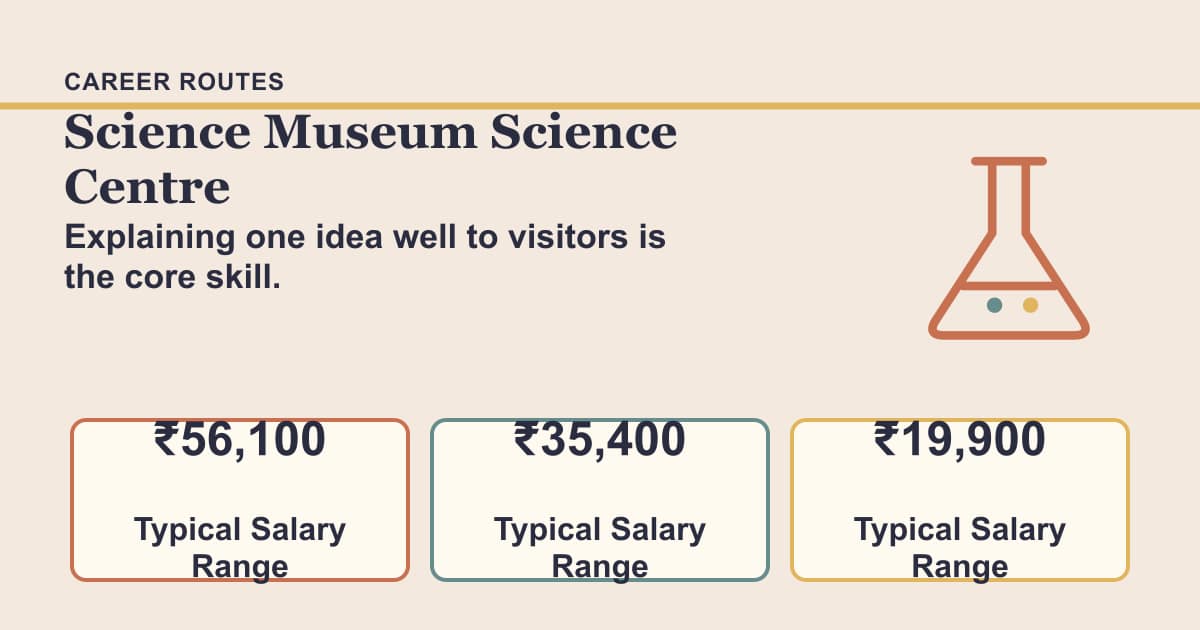 CAREER ROUTES
Science Museum Science
Centre
Explaining one idea well to visitors is
the core skill.
₹56,100
Typical Salary
Range
₹35,400
Typical Salary
Range
₹19,900
Typical Salary
Range